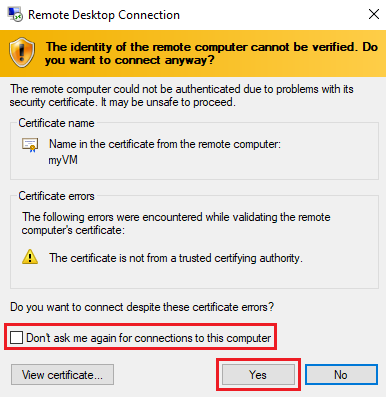 Remote Desktop Connection
The identity of the remote computer cannot be verified. Do
you want to connect anyway?
The remote computer could not be authenticated due to problems with its
security certificate. It may be unsafe to proceed.
Certificate name
Name in the certificate from the remote computer:
myVM
Certificate errors
The following errors were encountered while validating the remote
computer's certificate:
The certificate is not from a trusted certifying authority.
Do you want to connect despite these certificate errors?
Don't ask me again for connections to this computer
View certificate... Yes No